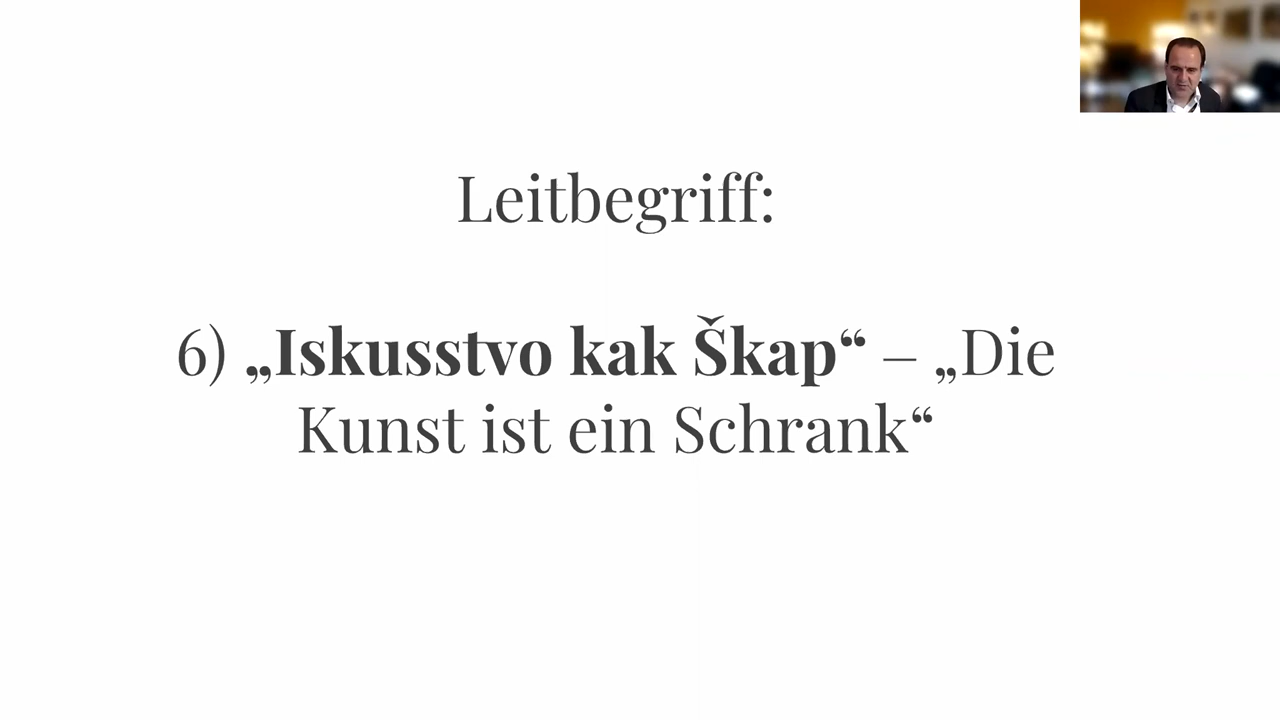 Leitbegriff:
6) „Iskusstvo kak Škap“ – „Die
Kunst ist ein Schrank“